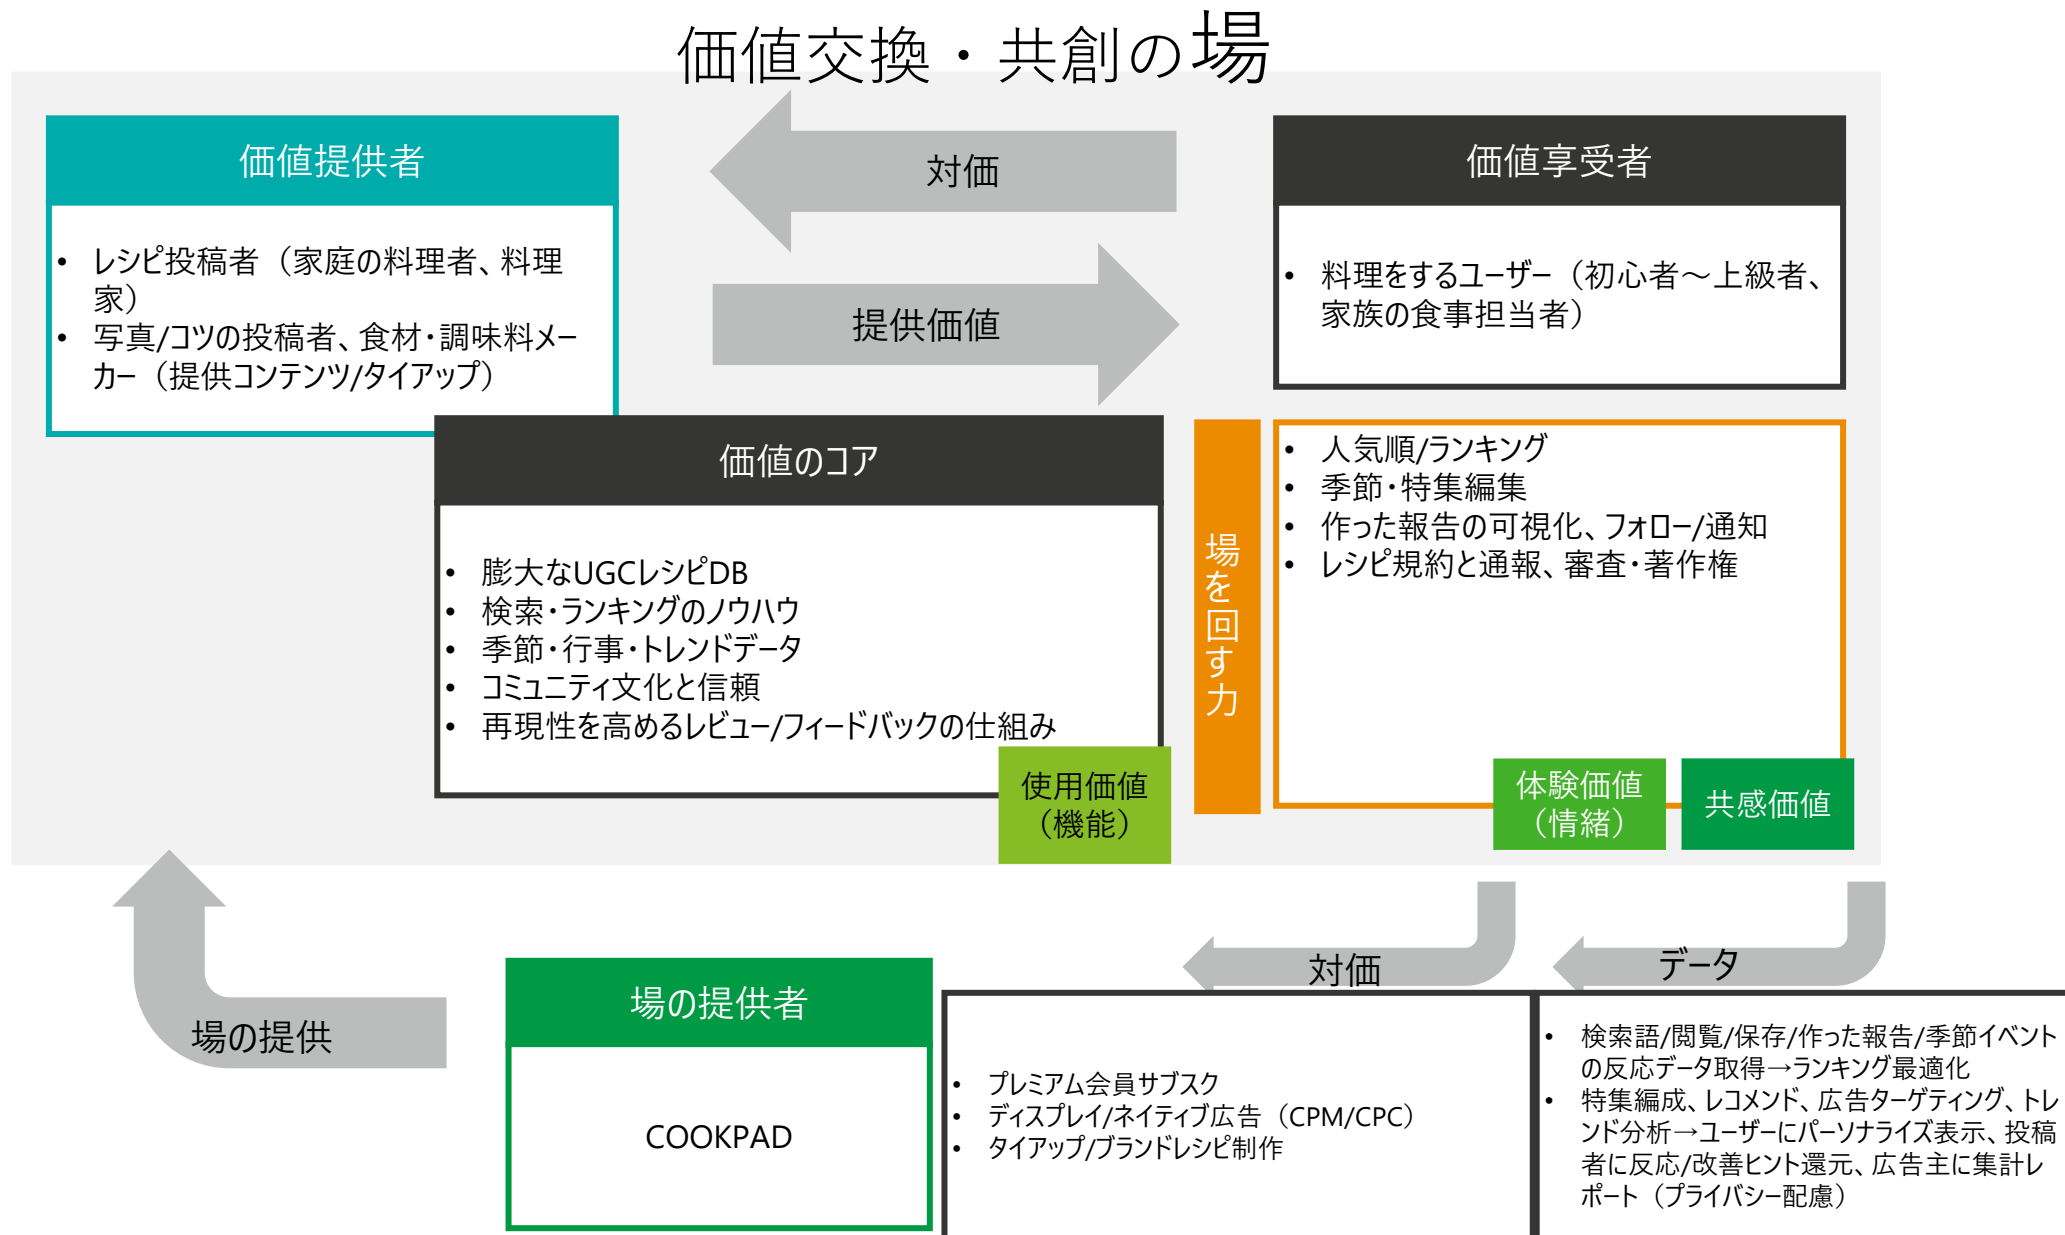 価値交換・共創の場
価値提供者
• レシピ投稿者（家庭の料理者、料理
家）
• 写真/コツの投稿者、食材・調味料メー
カー（提供コンテンツ/タイアップ）
対価
提供価値
価値享受者
• 料理をするユーザー（初心者～上級者、
家族の食事担当者）
価値のコア
• 膨大なUGCレシピDB
• 検索・ランキングのノウハウ
• 季節・行事・トレンドデータ
• コミュニティ文化と信頼
• 再現性を高めるレビュー/フィードバックの仕組み
使用価値
（機能）
場を回す力
• 人気順/ランキング
• 季節・特集編集
• 作った報告の可視化、フォロー/通知
• レシピ規約と通報、審査・著作権
体験価値
（情緒）
共感価値
場の提供
場の提供者
COOKPAD
対価
• プレミアム会員サブスク
• ディスプレイ/ネイティブ広告（CPM/CPC）
• タイアップ/ブランドレシピ制作
データ
• 検索語/閲覧/保存/作った報告/季節イベント
の反応データ取得→ランキング最適化
• 特集編成、レコメンド、広告ターゲティング、トレ
ンド分析→ユーザーにパーソナライズ表示、投稿
者に反応/改善ヒント還元、広告主に集計レ
ポート（プライバシー配慮）